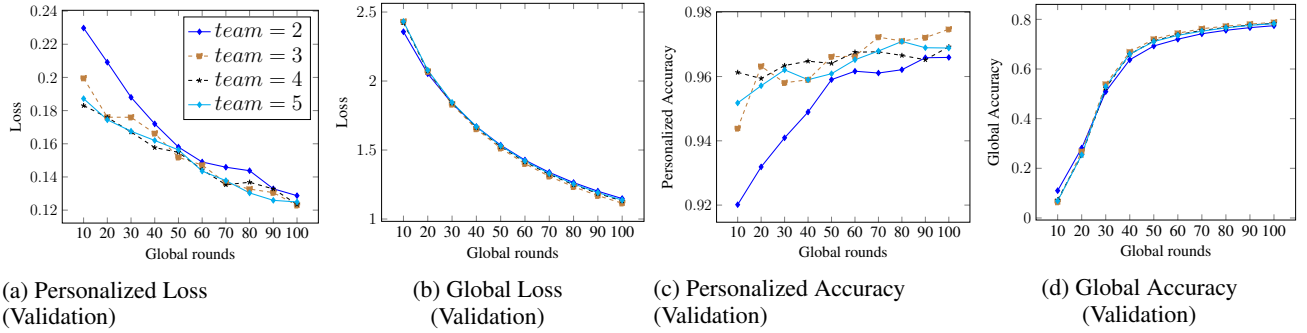 0.24
0.22
0.2
0.18
0.16
0.14
0.12
Loss
10 20 30 40 50 60 70 80 90 100
Global rounds
team = 2
team = 3
team = 4
team = 5
(a) Personalized Loss
(Validation)
2.5
2
1.5
1
Loss
10 20 30 40 50 60 70 80 90 100
Global rounds
(b) Global Loss
(Validation)
0.98
0.96
0.94
0.92
Personalized Accuracy
10 20 30 40 50 60 70 80 90 100
Global rounds
(c) Personalized Accuracy
(Validation)
0.8
0.6
0.4
0.2
0
Global Accuracy
10 20 30 40 50 60 70 80 90 100
Global rounds
(d) Global Accuracy
(Validation)